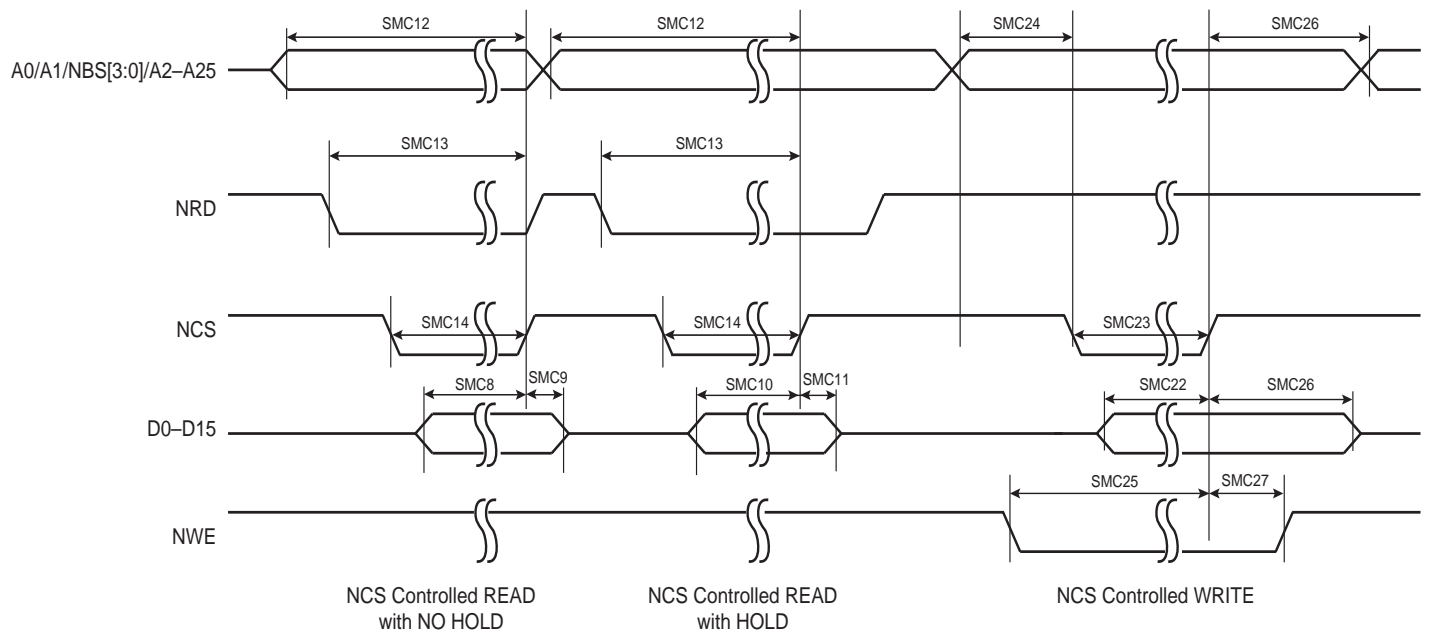 SMC12
SMC12
SMC24
SMC26
A0/A1/NBS[3:0]/A2–A25
SMC13
SMC13
NRD
SMC14
SMC14
SMC23
NCS
SMC8
SMC9
SMC10
SMC11
SMC22
SMC26
D0–D15
SMC25
SMC27
NWE
NCS Controlled READ
with NO HOLD
NCS Controlled READ
with HOLD
NCS Controlled WRITE